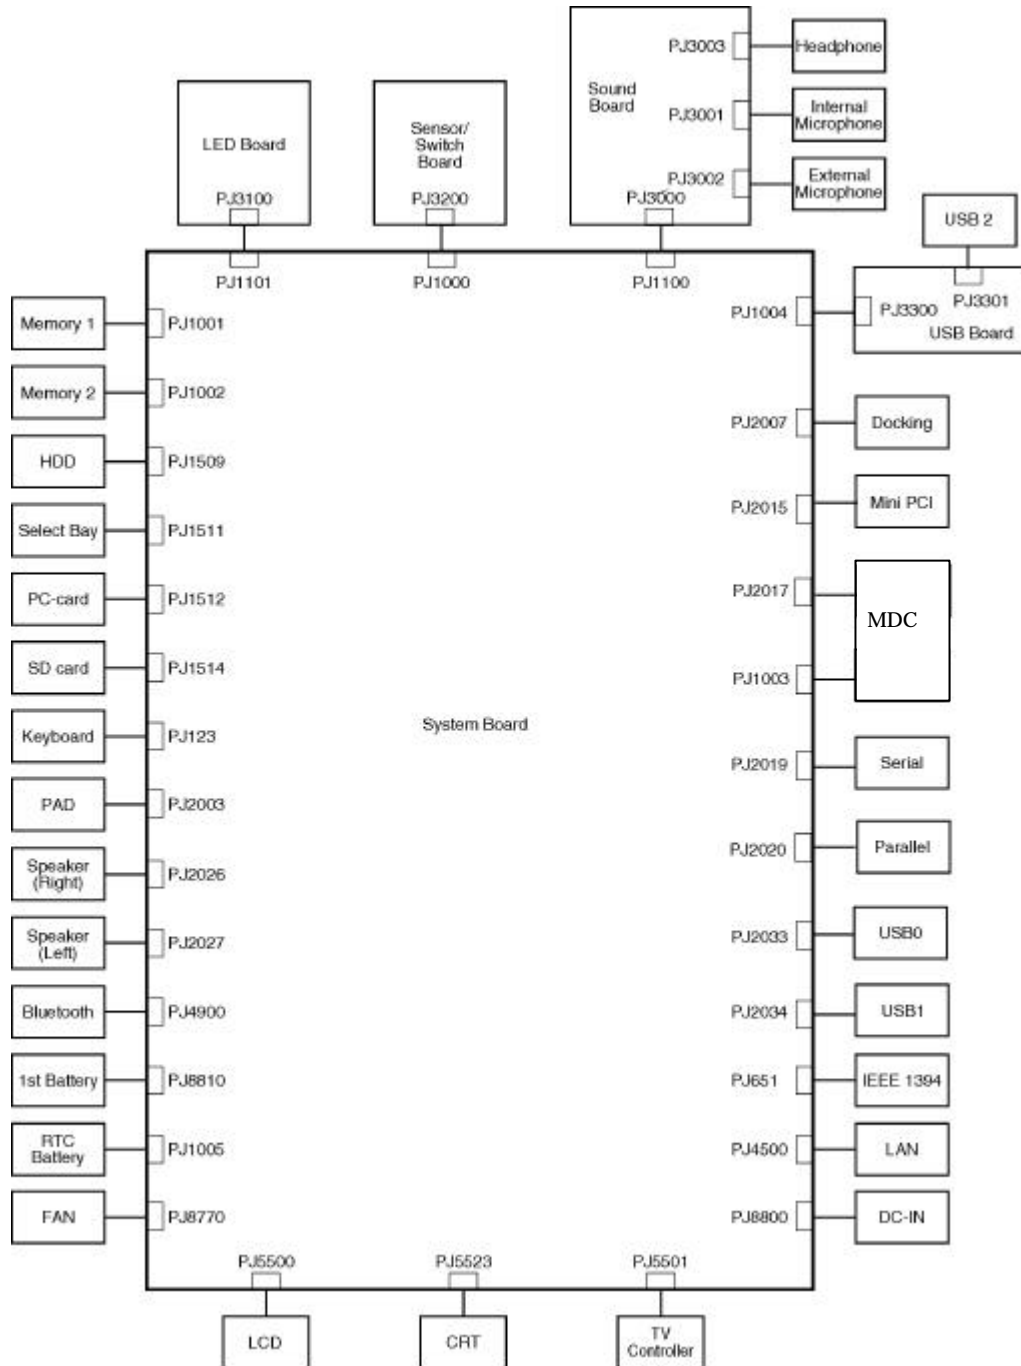 PJ3003
Headphone
Sound
Board
PJ3001
Internal
Microphone
PJ3002
External
Microphone
PJ3000
LED Board
PJ3100
Sensor/
Switch
Board
PJ3200
USB 2
PJ3301
PJ3300
USB Board
PJ1101
PJ1000
PJ1100
PJ1004
Memory 1
PJ1001
Memory 2
PJ1002
HDD
PJ1509
Select Bay
PJ1511
PC-card
PJ1512
SD card
PJ1514
Keyboard
PJ123
PAD
PJ2003
Speaker
(Right)
PJ2026
Speaker
(Left)
PJ2027
Bluetooth
PJ4900
1st Battery
PJ8810
RTC
Battery
PJ1005
FAN
PJ8770
System Board
PJ2007
Docking
PJ2015
Mini PCI
PJ2017
MDC
PJ1003
PJ2019
Serial
PJ2020
Parallel
PJ2033
USB0
PJ2034
USB1
PJ651
IEEE 1394
PJ4500
LAN
PJ8800
DC-IN
PJ5500
PJ5523
PJ5501
LCD
CRT
TV
Controller